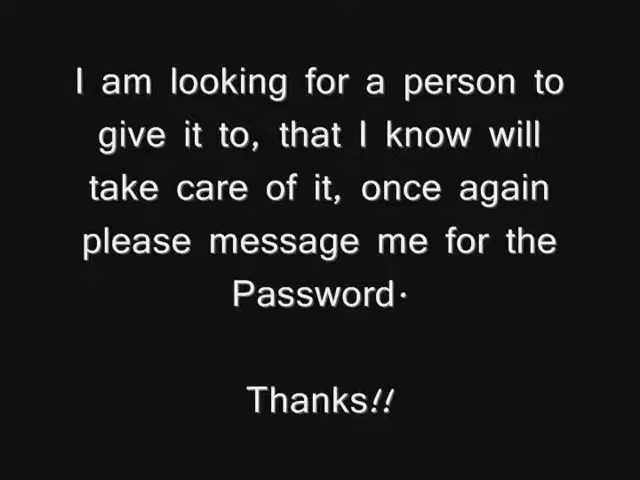 I am looking for a person to
give it to, that I know will
take care of it, once again
please message me for the
Password.
Thanks!!